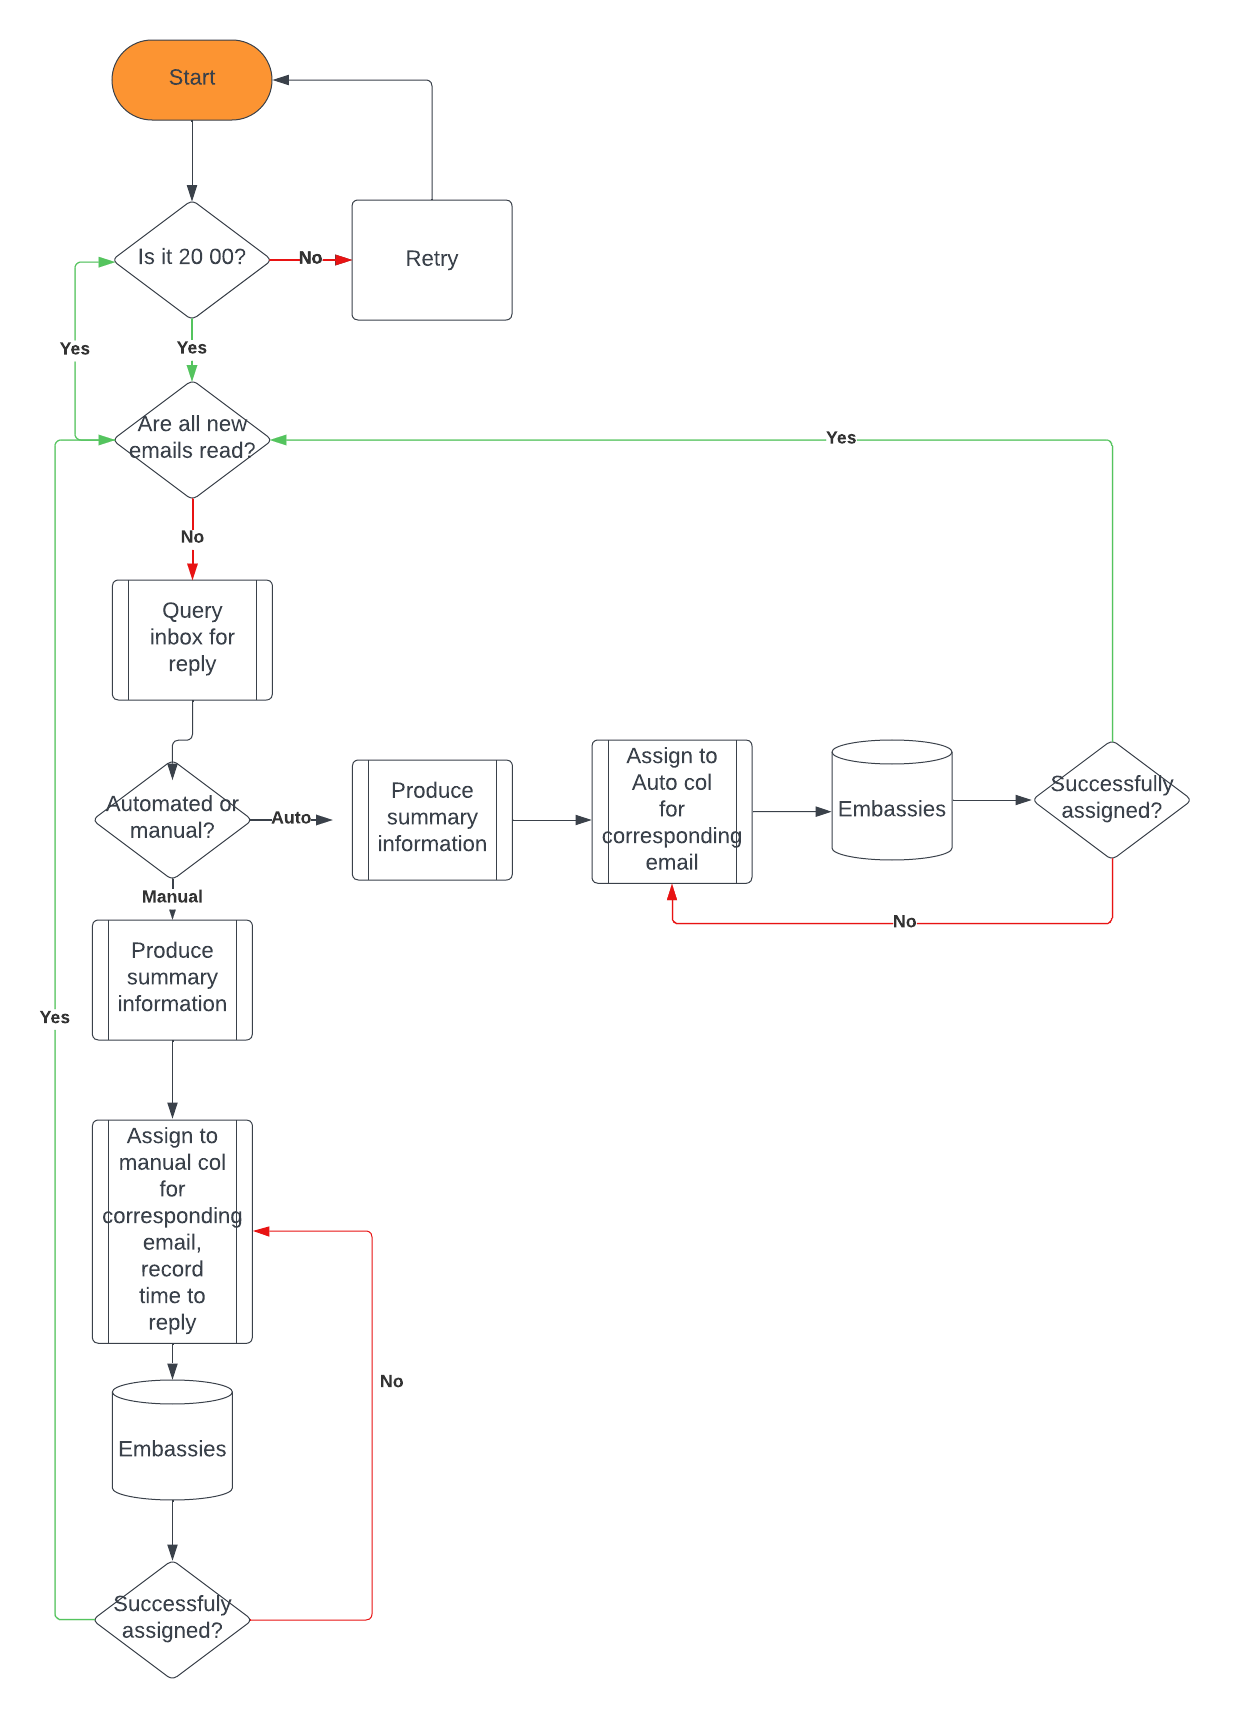 Start
Is it 20 00?
No
Retry
Yes
Yes
Are all new
emails read?
Yes
No
Query
inbox for
reply
Automated or
manual?
Auto
Produce
summary
information
Assign to
Auto col
for
corresponding
email
Embassies
Successfully
assigned?
No
Manual
Produce
summary
information
Yes
Assign to
manual col
for
corresponding
email,
record
time to
reply
No
Embassies
Successfuly
assigned?